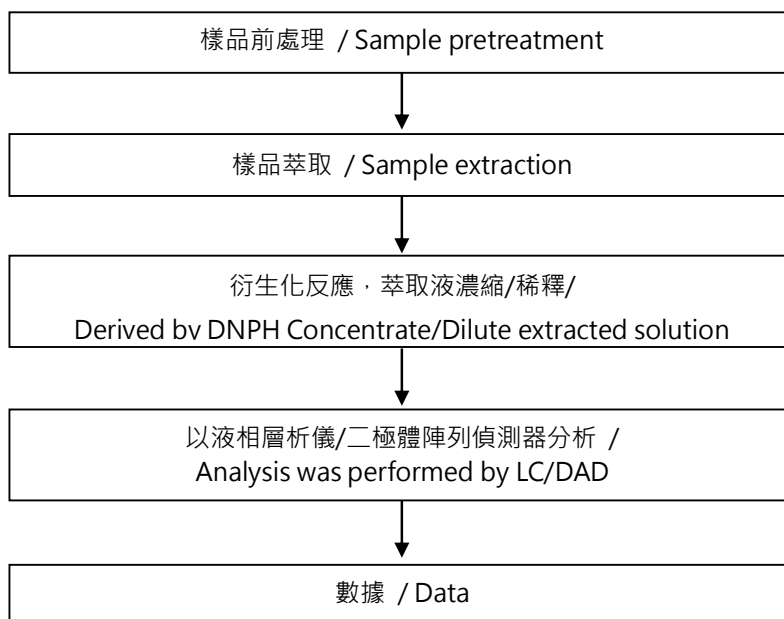 樣品前處理 / Sample pretreatment
樣品萃取 / Sample extraction
衍生化反應，萃取液濃縮/稀釋/
Derived by DNPH Concentrate/Dilute extracted solution
以液相層析儀/二極體陣列偵測器分析 /
Analysis was performed by LC/DAD
數據 / Data